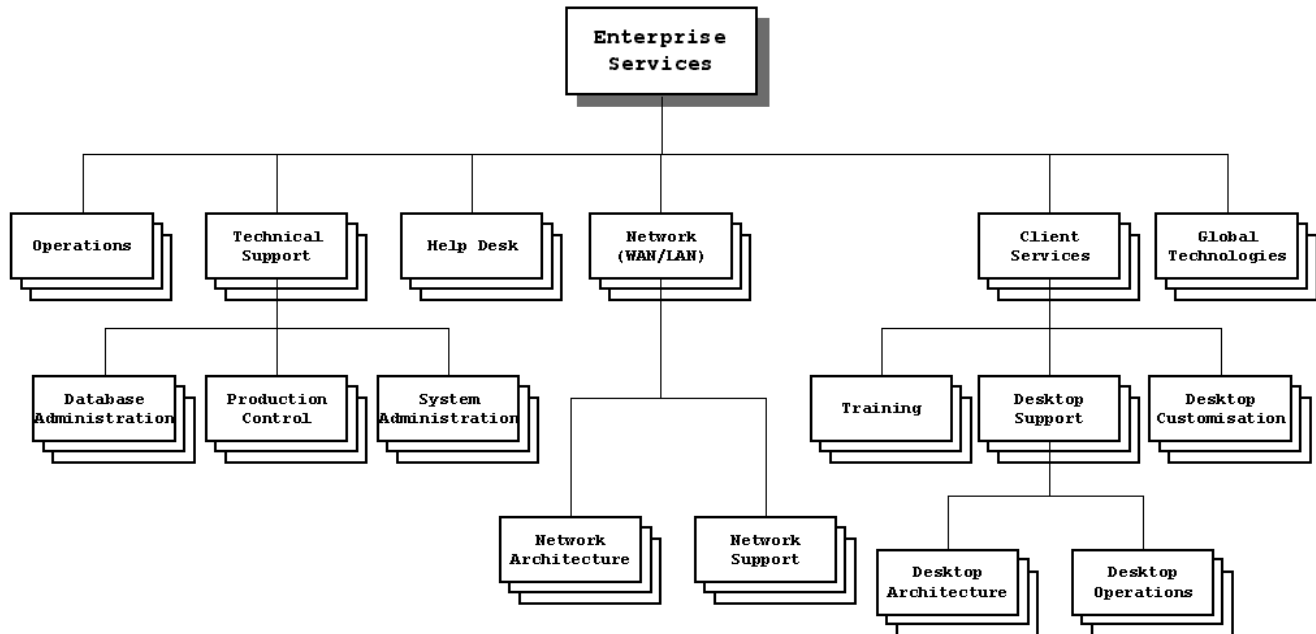 Enterprise
Services
Operations
Technical
Support
Help Desk
Network
(WAN/LAN)
Client
Services
Global
Technologies
Database
Administration
Production
Control
System
Administration
Training
Desktop
Support
Desktop
Customisation
Network
Architecture
Network
Support
Desktop
Architecture
Desktop
Operations